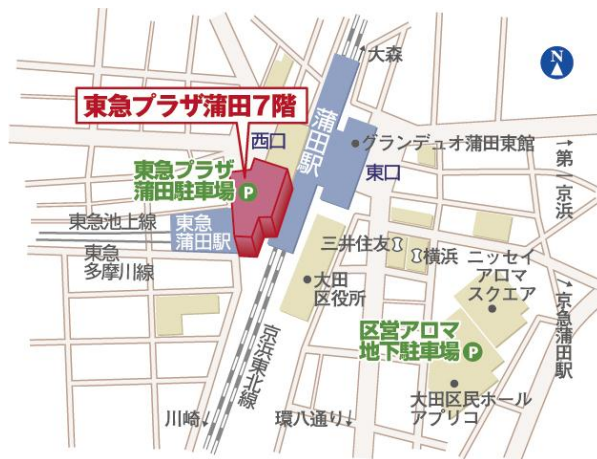 大森
N
東急プラザ蒲田7階
蒲田駅
西口
グランデュオ蒲田東館
東急プラザ
蒲田駐車場 P
東口
↑第一京浜
東急池上線
東急
蒲田駅
東急
多摩川線
三井住友
横浜
ニッセイ
アロマ
スクエア
大田
区役所
京急蒲田駅
区営アロマ
地下駐車場 P
京浜東北線
大田区民ホール
アプリコ
川崎
環八通り